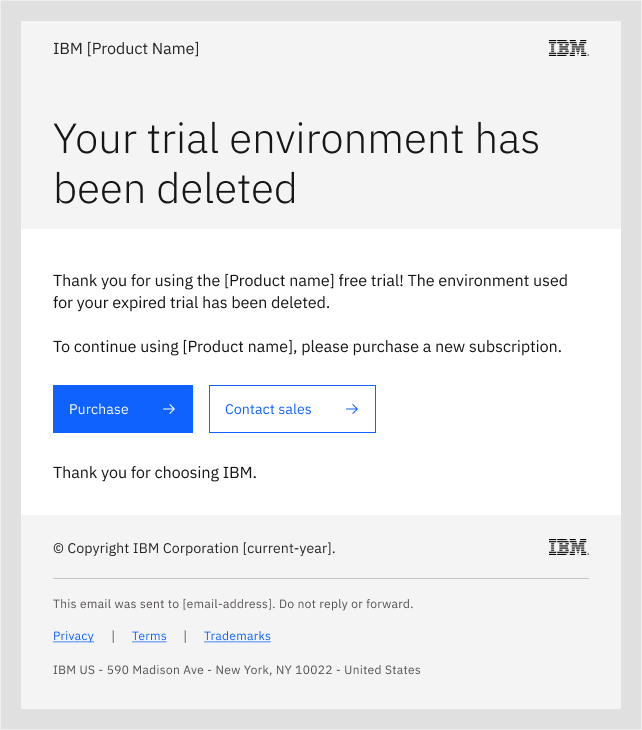 IBM [Product Name]
IBM
Your trial environment has
been deleted
Thank you for using the [Product name] free trial! The environment used
for your expired trial has been deleted.
To continue using [Product name], please purchase a new subscription.
Purchase →
Contact sales →
Thank you for choosing IBM.
© Copyright IBM Corporation [current-year].
IBM
This email was sent to [email-address]. Do not reply or forward.
Privacy | Terms | Trademarks
IBM US - 590 Madison Ave - New York, NY 10022 - United States